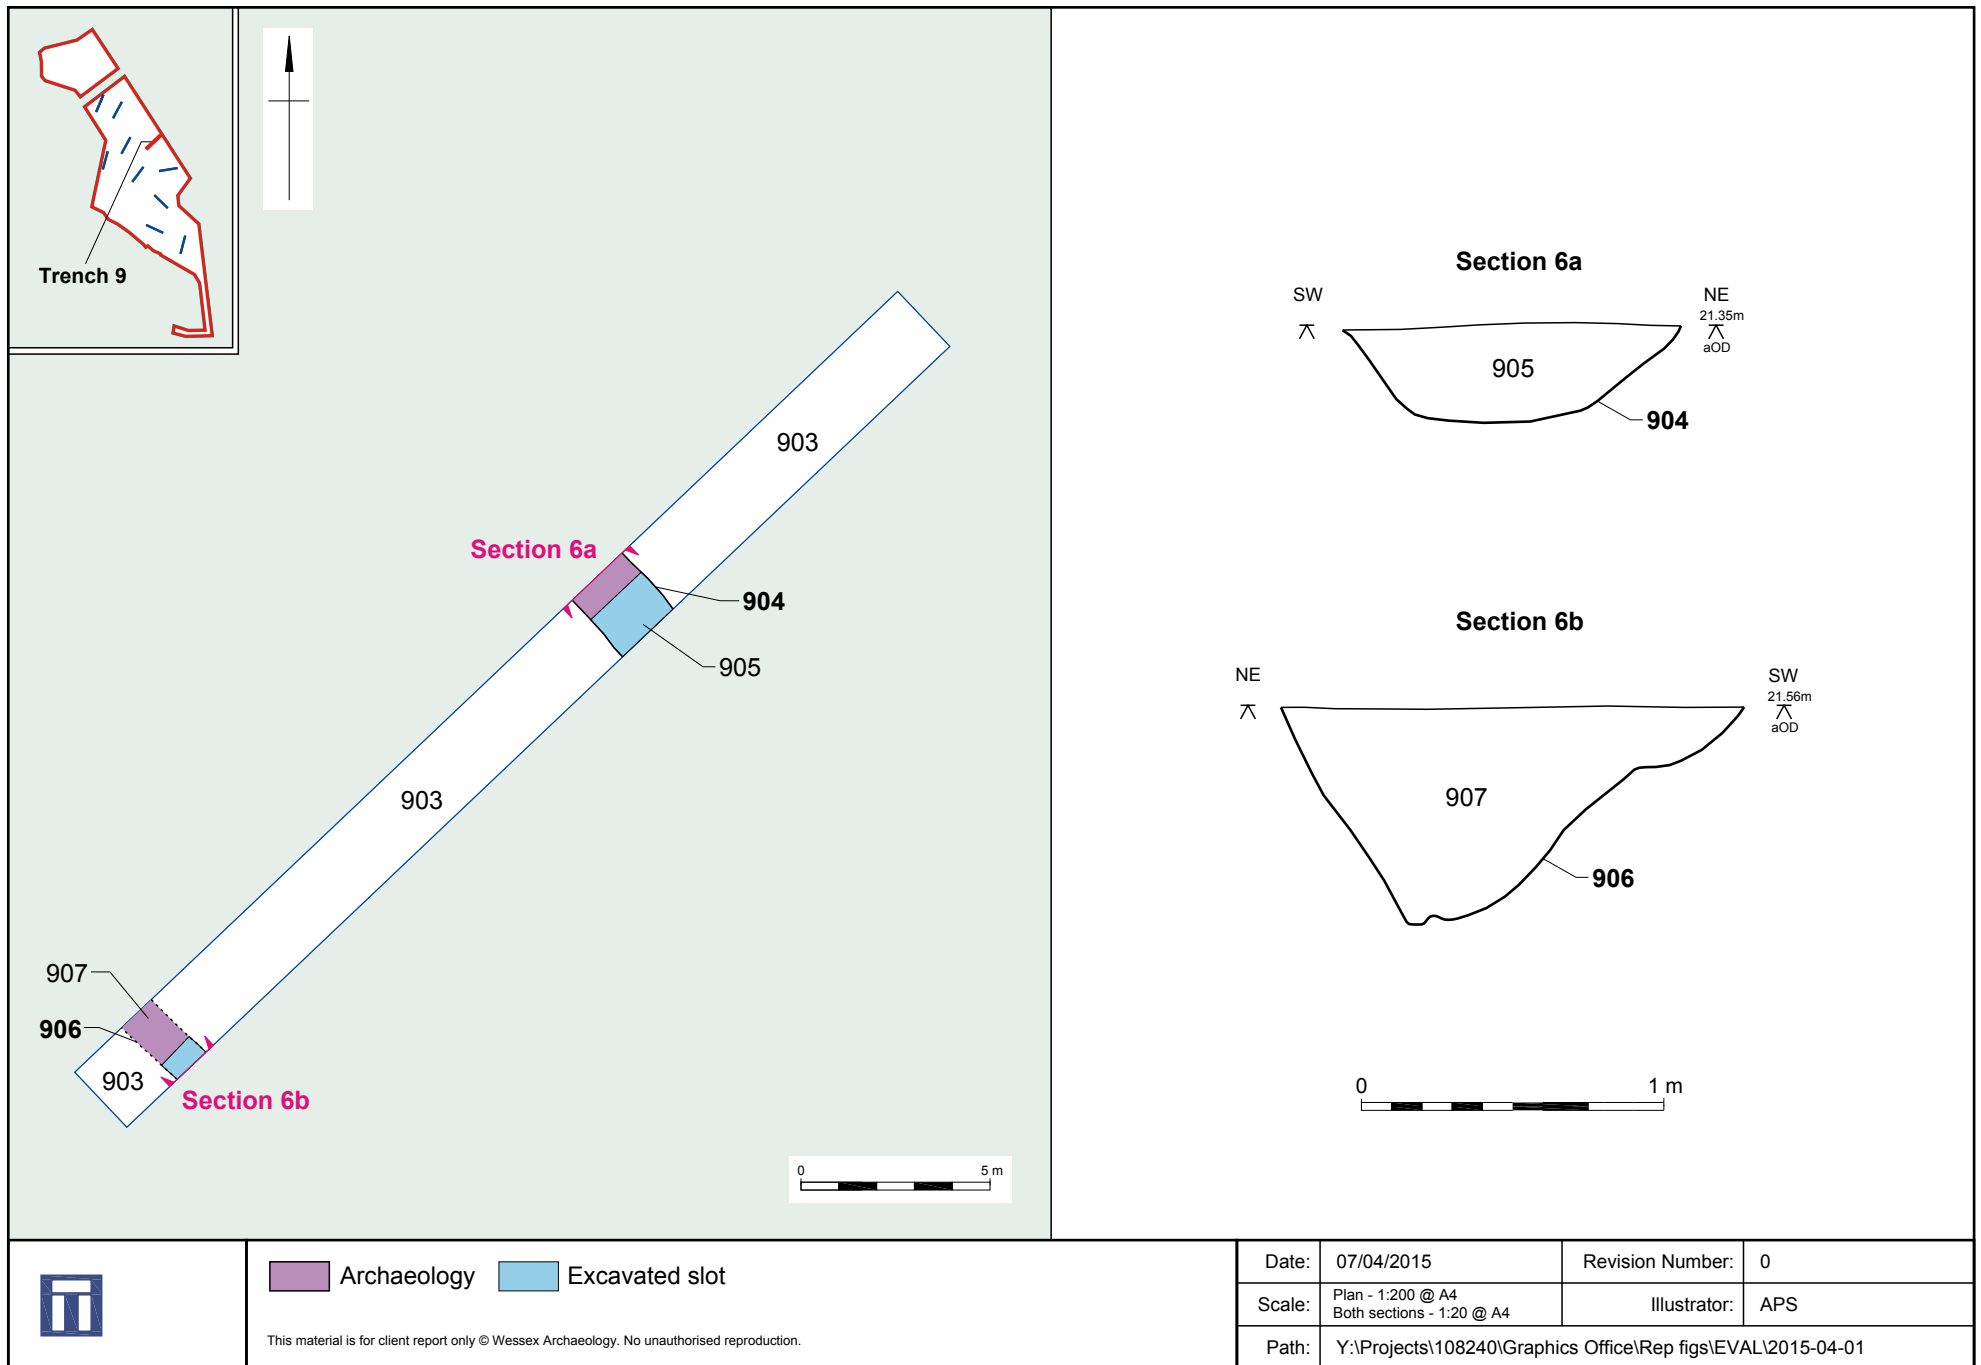 Trench 9
903
Section 6a
904
905
903
907
906
903
Section 6b
0 5 m
Section 6a
SW NE
21.35m
aOD
905
904
Section 6b
NE SW
21.56m
aOD
907
906
0 1 m
Archaeology Excavated slot
This material is for client report only © Wessex Archaeology. No unauthorised reproduction.
Date: 07/04/2015 Revision Number: 0
Scale: Plan - 1:200 @ A4
Both sections - 1:20 @ A4
Illustrator: APS
Path: Y:\Projects\108240\Graphics Office\Rep figs\EVAL\2015-04-01